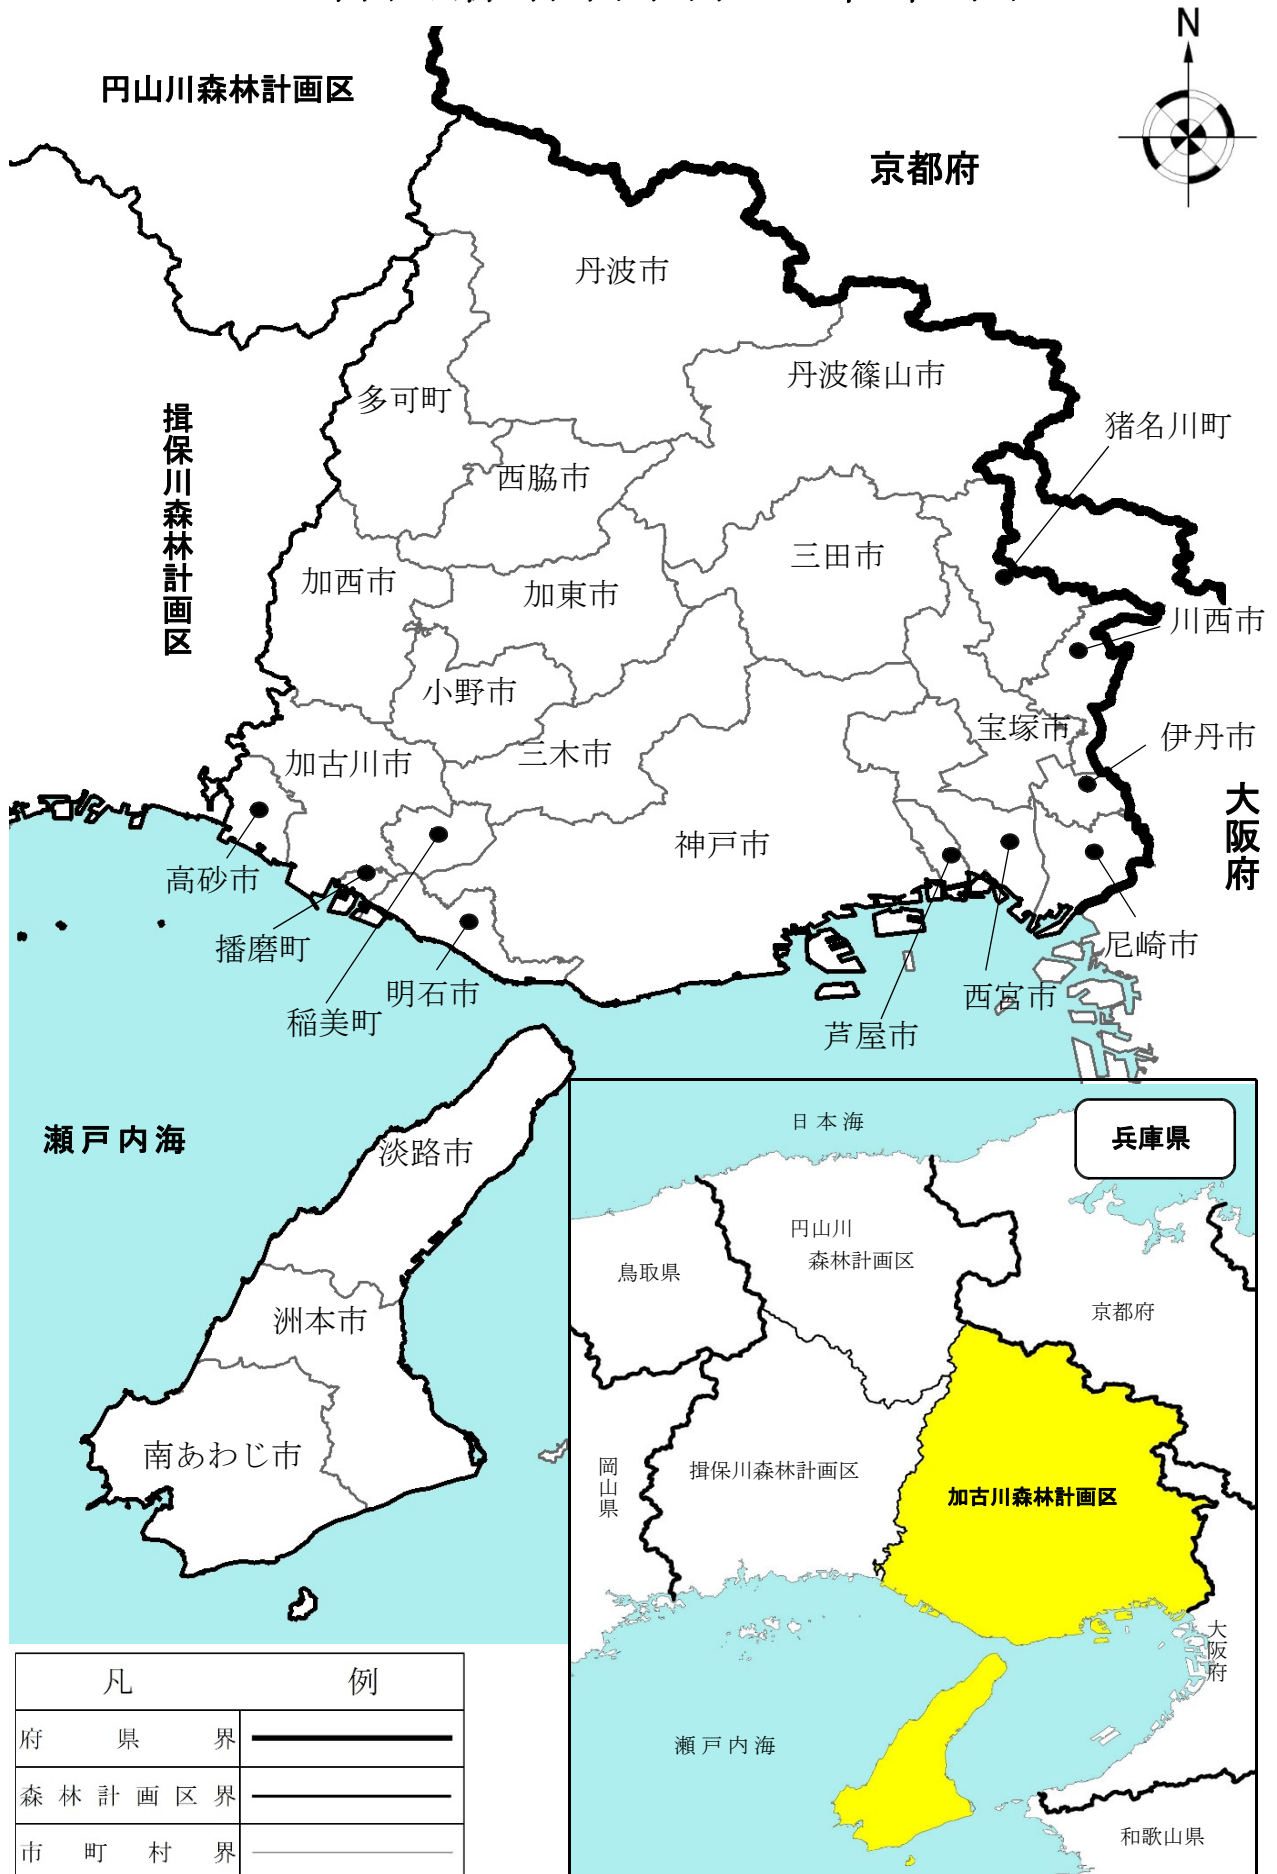 N
円山川森林計画区
京都府
丹波市
丹波篠山市
多可町
猪名川町
揖保川森林計画区
西脇市
三田市
加西市
加東市
川西市
小野市
宝塚市
伊丹市
三木市
加古川市
大阪府
神戸市
高砂市
播磨町
尼崎市
明石市
西宮市
稲美町
芦屋市
瀬戸内海
淡路市
洲本市
南あわじ市
日本海
兵庫県
円山川
森林計画区
鳥取県
京都府
岡山県
揖保川森林計画区
加古川森林計画区
大阪府
瀬戸内海
和歌山県
凡例
府県界
森林計画区界
市町村界